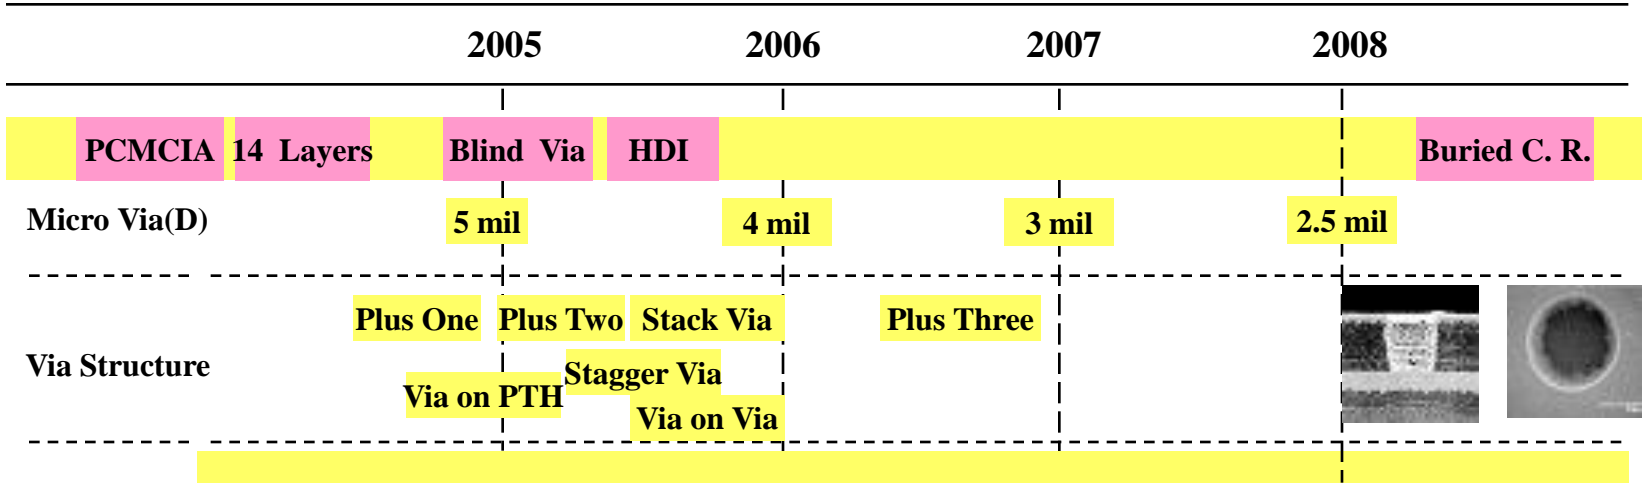 2005 2006 2007 2008
PCMCIA 14 Layers Blind Via HDI Buried C. R.
Micro Via(D) 5 mil 4 mil 3 mil 2.5 mil
Plus One Plus Two Stack Via Plus Three
Via Structure
Stagger Via
Via on PTH
Via on Via